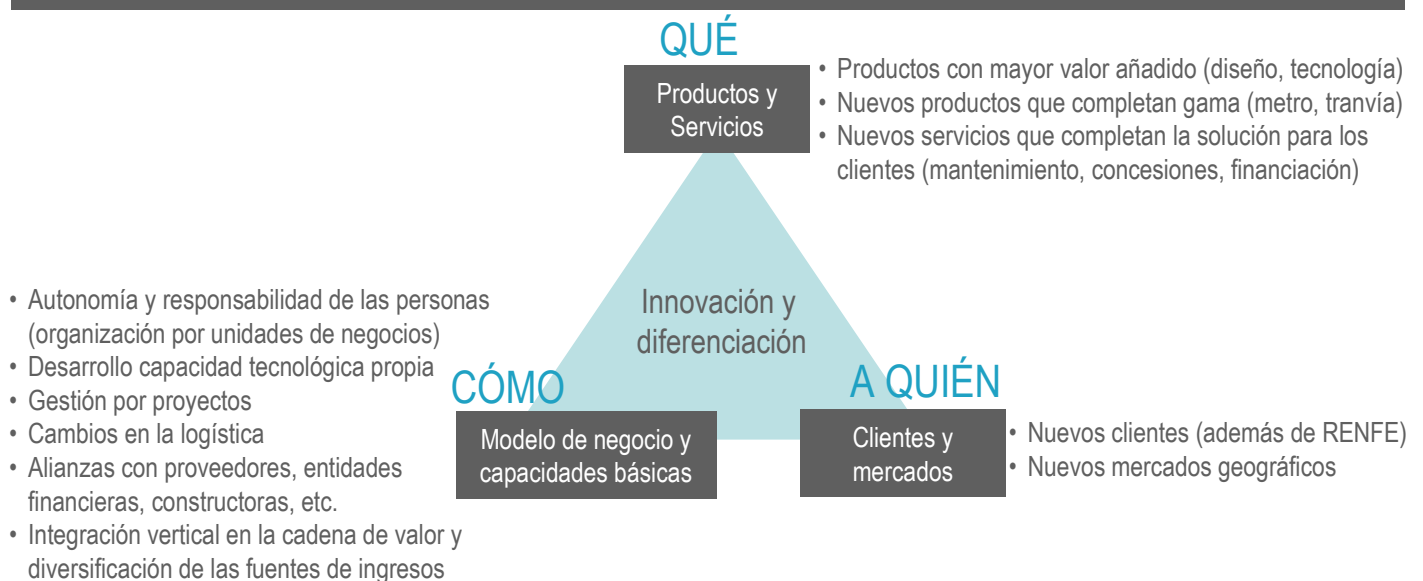 QUÉ
Productos y
Servicios
• Productos con mayor valor añadido (diseño, tecnología)
• Nuevos productos que completan gama (metro, tranvía)
• Nuevos servicios que completan la solución para los
clientes (mantenimiento, concesiones, financiación)
Innovación y
diferenciación
• Autonomía y responsabilidad de las personas
(organización por unidades de negocios)
• Desarrollo capacidad tecnológica propia
• Gestión por proyectos
• Cambios en la logística
• Alianzas con proveedores, entidades
financieras, constructoras, etc.
• Integración vertical en la cadena de valor y
diversificación de las fuentes de ingresos
CÓMO
Modelo de negocio y
capacidades básicas
A QUIÉN
Clientes y
mercados
• Nuevos clientes (además de RENFE)
• Nuevos mercados geográficos